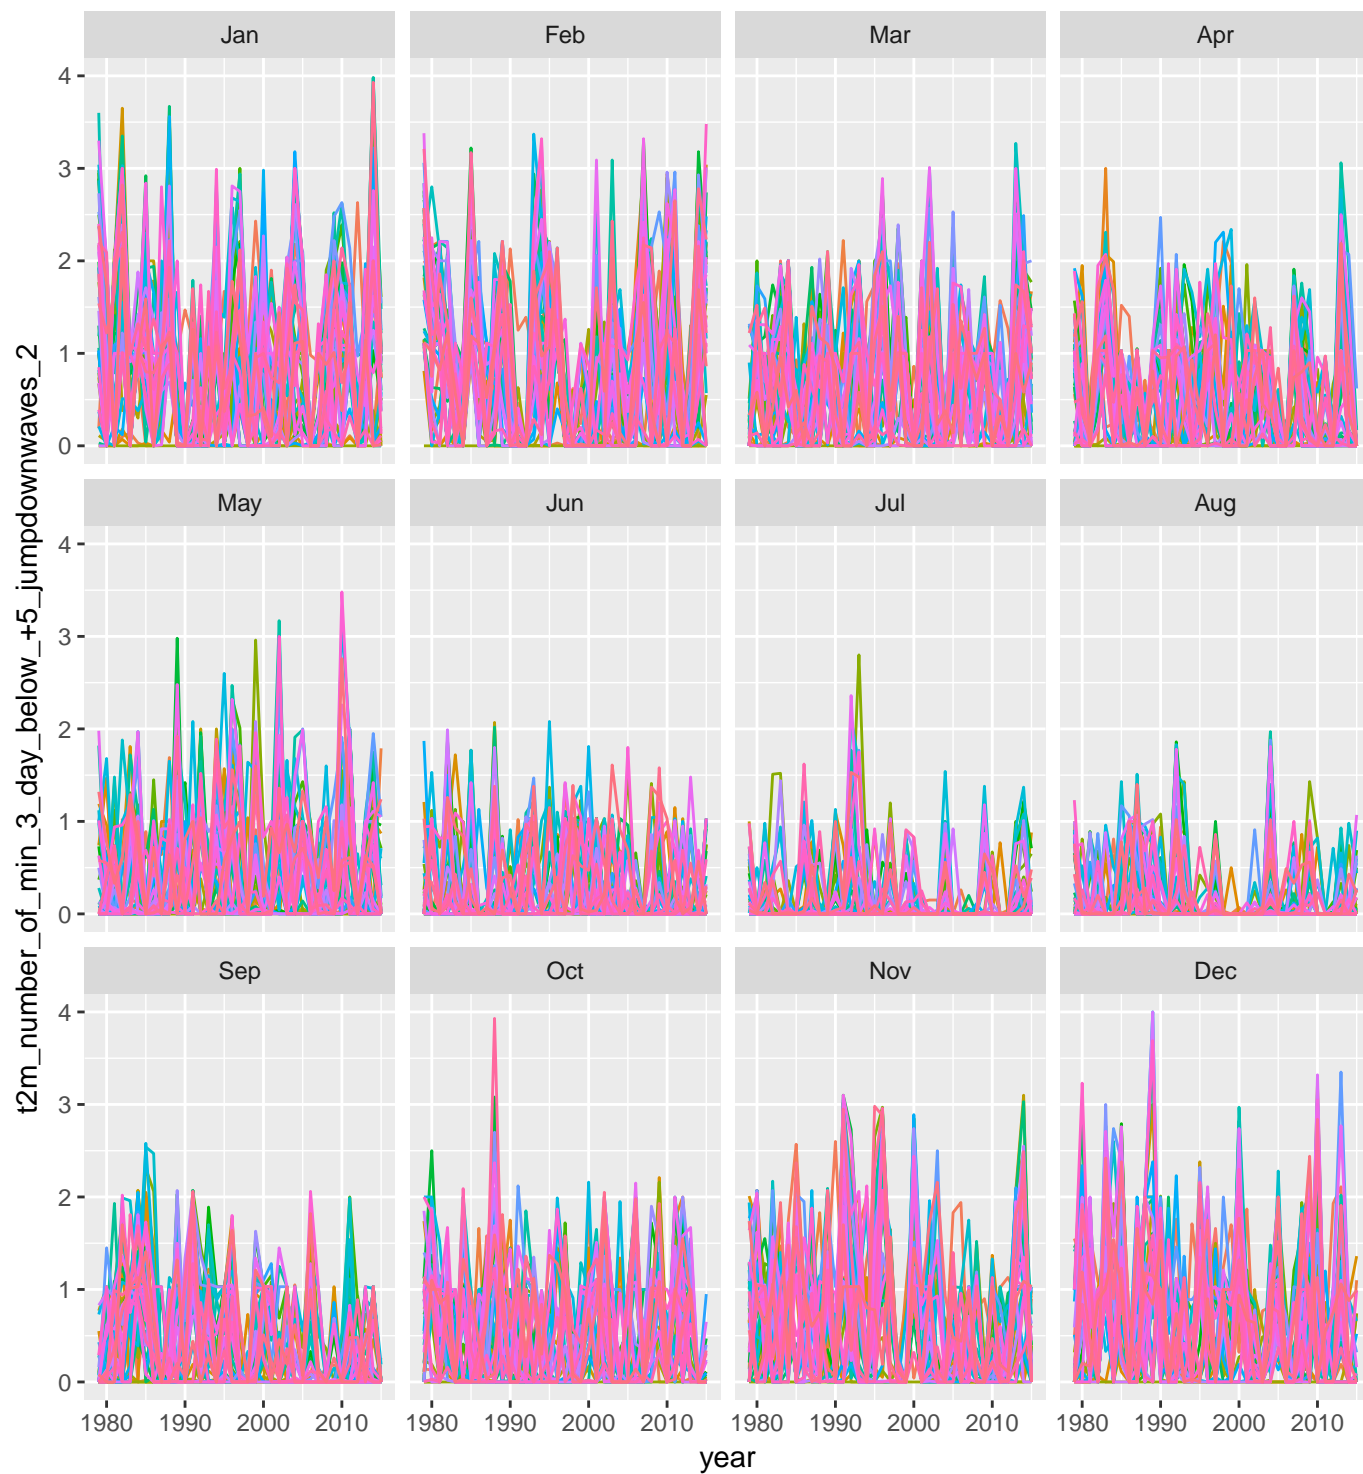 Jan Feb Mar Apr
4
3
2
1
0
May Jun Jul Aug
4
3
2
1
0
Sep Oct Nov Dec
4
3
2
1
0
1980 1990 2000 2010 1980 1990 2000 2010 1980 1990 2000 2010 1980 1990 2000 2010
year
t2m_number_of_min_3_day_below_+5_jumpdownwaves_2